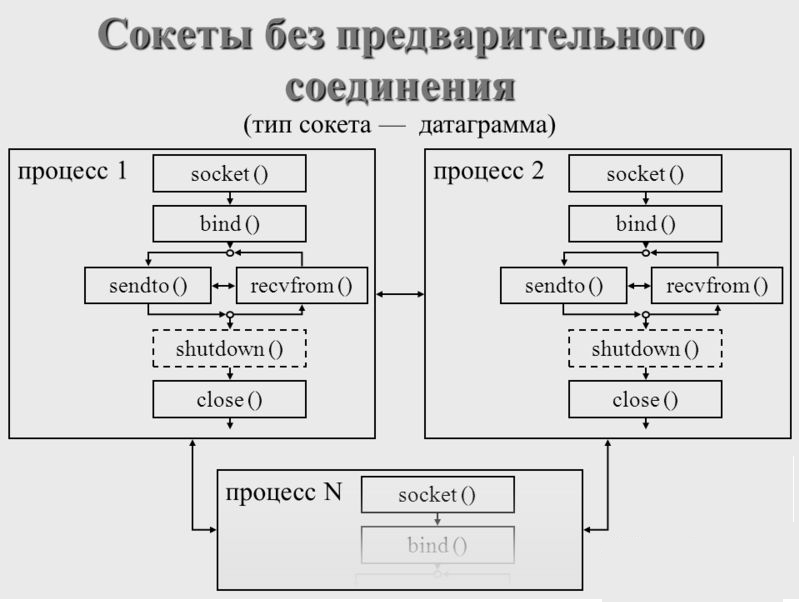 Сокеты без предварительного
соединения
(тип сокета — датаграмма)
процесс 1
socket ()
bind ()
sendto ()
recvfrom ()
shutdown ()
close ()
процесс 2
socket ()
bind ()
sendto ()
recvfrom ()
shutdown ()
close ()
процесс N
socket ()
bind ()